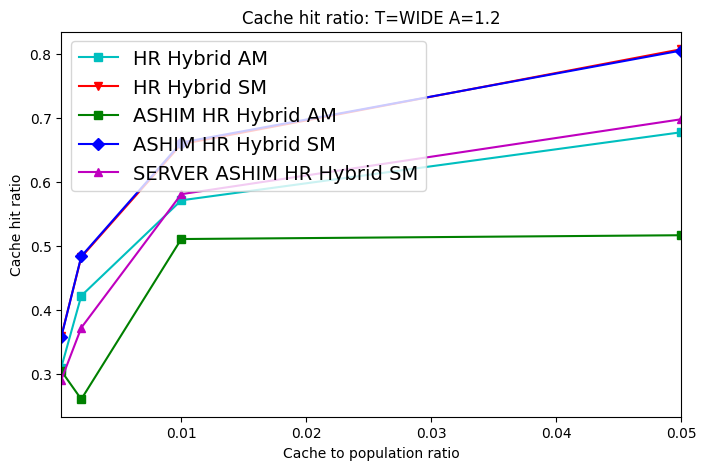 Cache hit ratio: T=WIDE A=1.2
HR Hybrid AM
HR Hybrid SM
ASHIM HR Hybrid AM
ASHIM HR Hybrid SM
SERVER ASHIM HR Hybrid SM
Cache hit ratio
0.8
0.7
0.6
0.5
0.4
0.3
0.01
0.02
0.03
0.04
0.05
Cache to population ratio